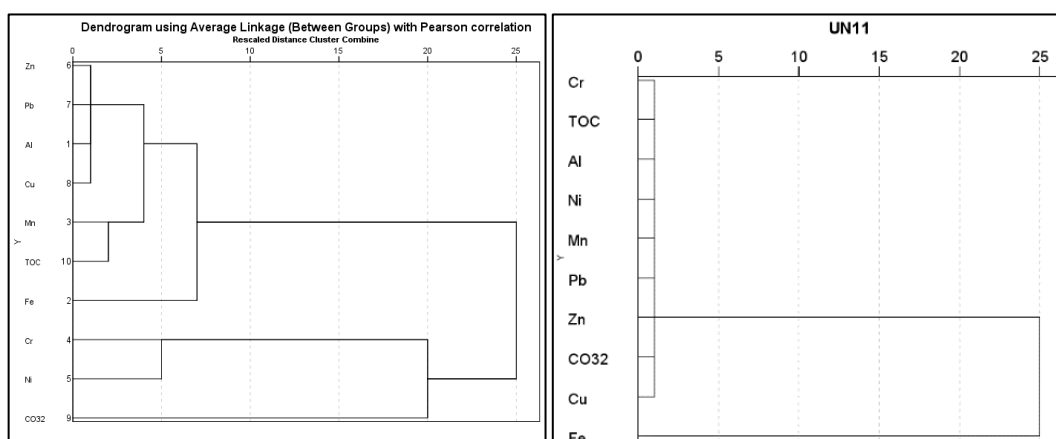 Dendrogram using Average Linkage (Between Groups) with Pearson correlation
Rescaled Distance Cluster Combine
0 5 10 15 20 25
Zn 6
Pb 7
Al 1
Cu 8
Mn 3
Y
TOC 10
Fe 2
Cr 4
Ni 5
CO32 9
UN11
0 5 10 15 20 25
Cr
TOC
Al
Ni
Mn
Y
Pb
Zn
CO32
Cu
Fe